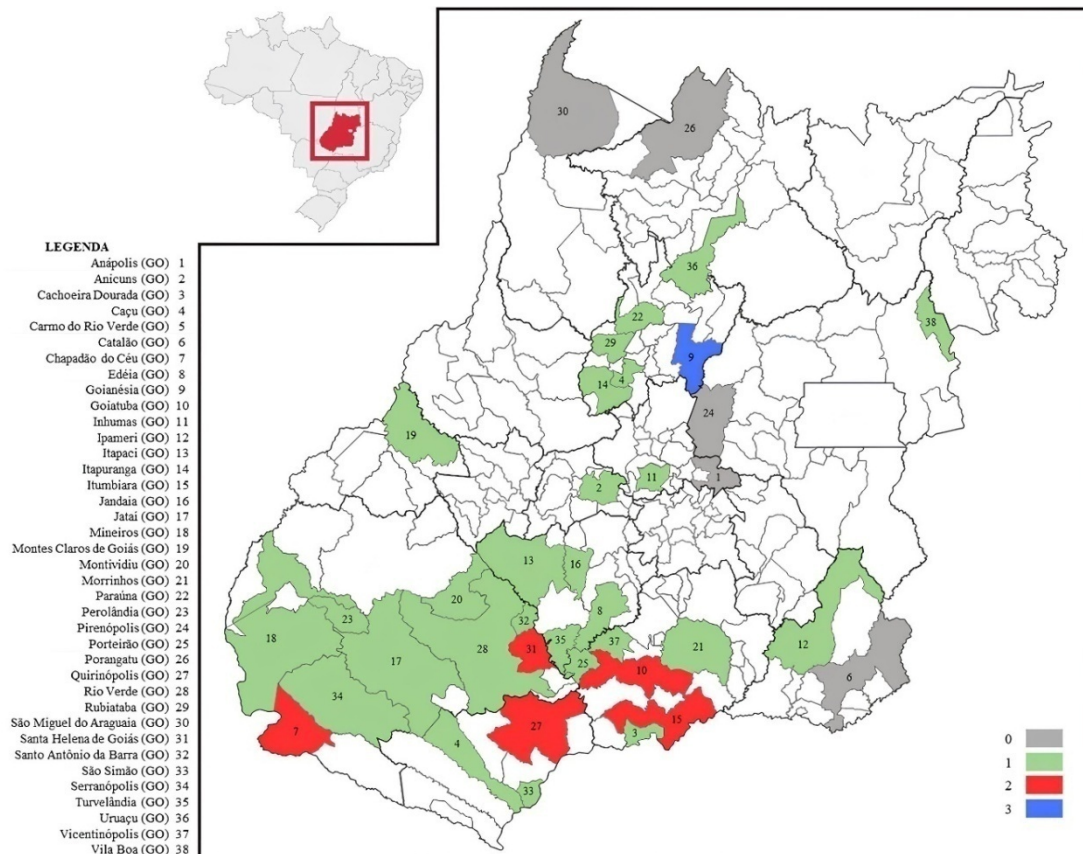 LEGENDA
Anápolis (GO) 1
Anicuns (GO) 2
Cachoeira Dourada (GO) 3
Caçu (GO) 4
Carmo do Rio Verde (GO) 5
Catalão (GO) 6
Chapadão do Céu (GO) 7
Edéia (GO) 8
Goianésia (GO) 9
Goiatuba (GO) 10
Inhumas (GO) 11
Ipameri (GO) 12
Itapaci (GO) 13
Itapuranga (GO) 14
Itumbiara (GO) 15
Jandaia (GO) 16
Jataí (GO) 17
Mineiros (GO) 18
Montes Claros de Goiás (GO) 19
Montividiu (GO) 20
Morrinhos (GO) 21
Paraúna (GO) 22
Perolândia (GO) 23
Pirenópolis (GO) 24
Porteirão (GO) 25
Porangatu (GO) 26
Quirinópolis (GO) 27
Rio Verde (GO) 28
Rubiataba (GO) 29
São Miguel do Araguaia (GO) 30
Santa Helena de Goiás (GO) 31
Santo Antônio da Barra (GO) 32
São Simão (GO) 33
Serranópolis (GO) 34
Turvelândia (GO) 35
Uruaçu (GO) 36
Vicentinópolis (GO) 37
Vila Boa (GO) 38
30
26
36
22
38
29
9
14
4
19
24
1
2
11
13
16
20
8
32
23
18
28
31
35
37
21
12
17
25
10
6
34
27
15
7
4
3
33
0
1
2
3